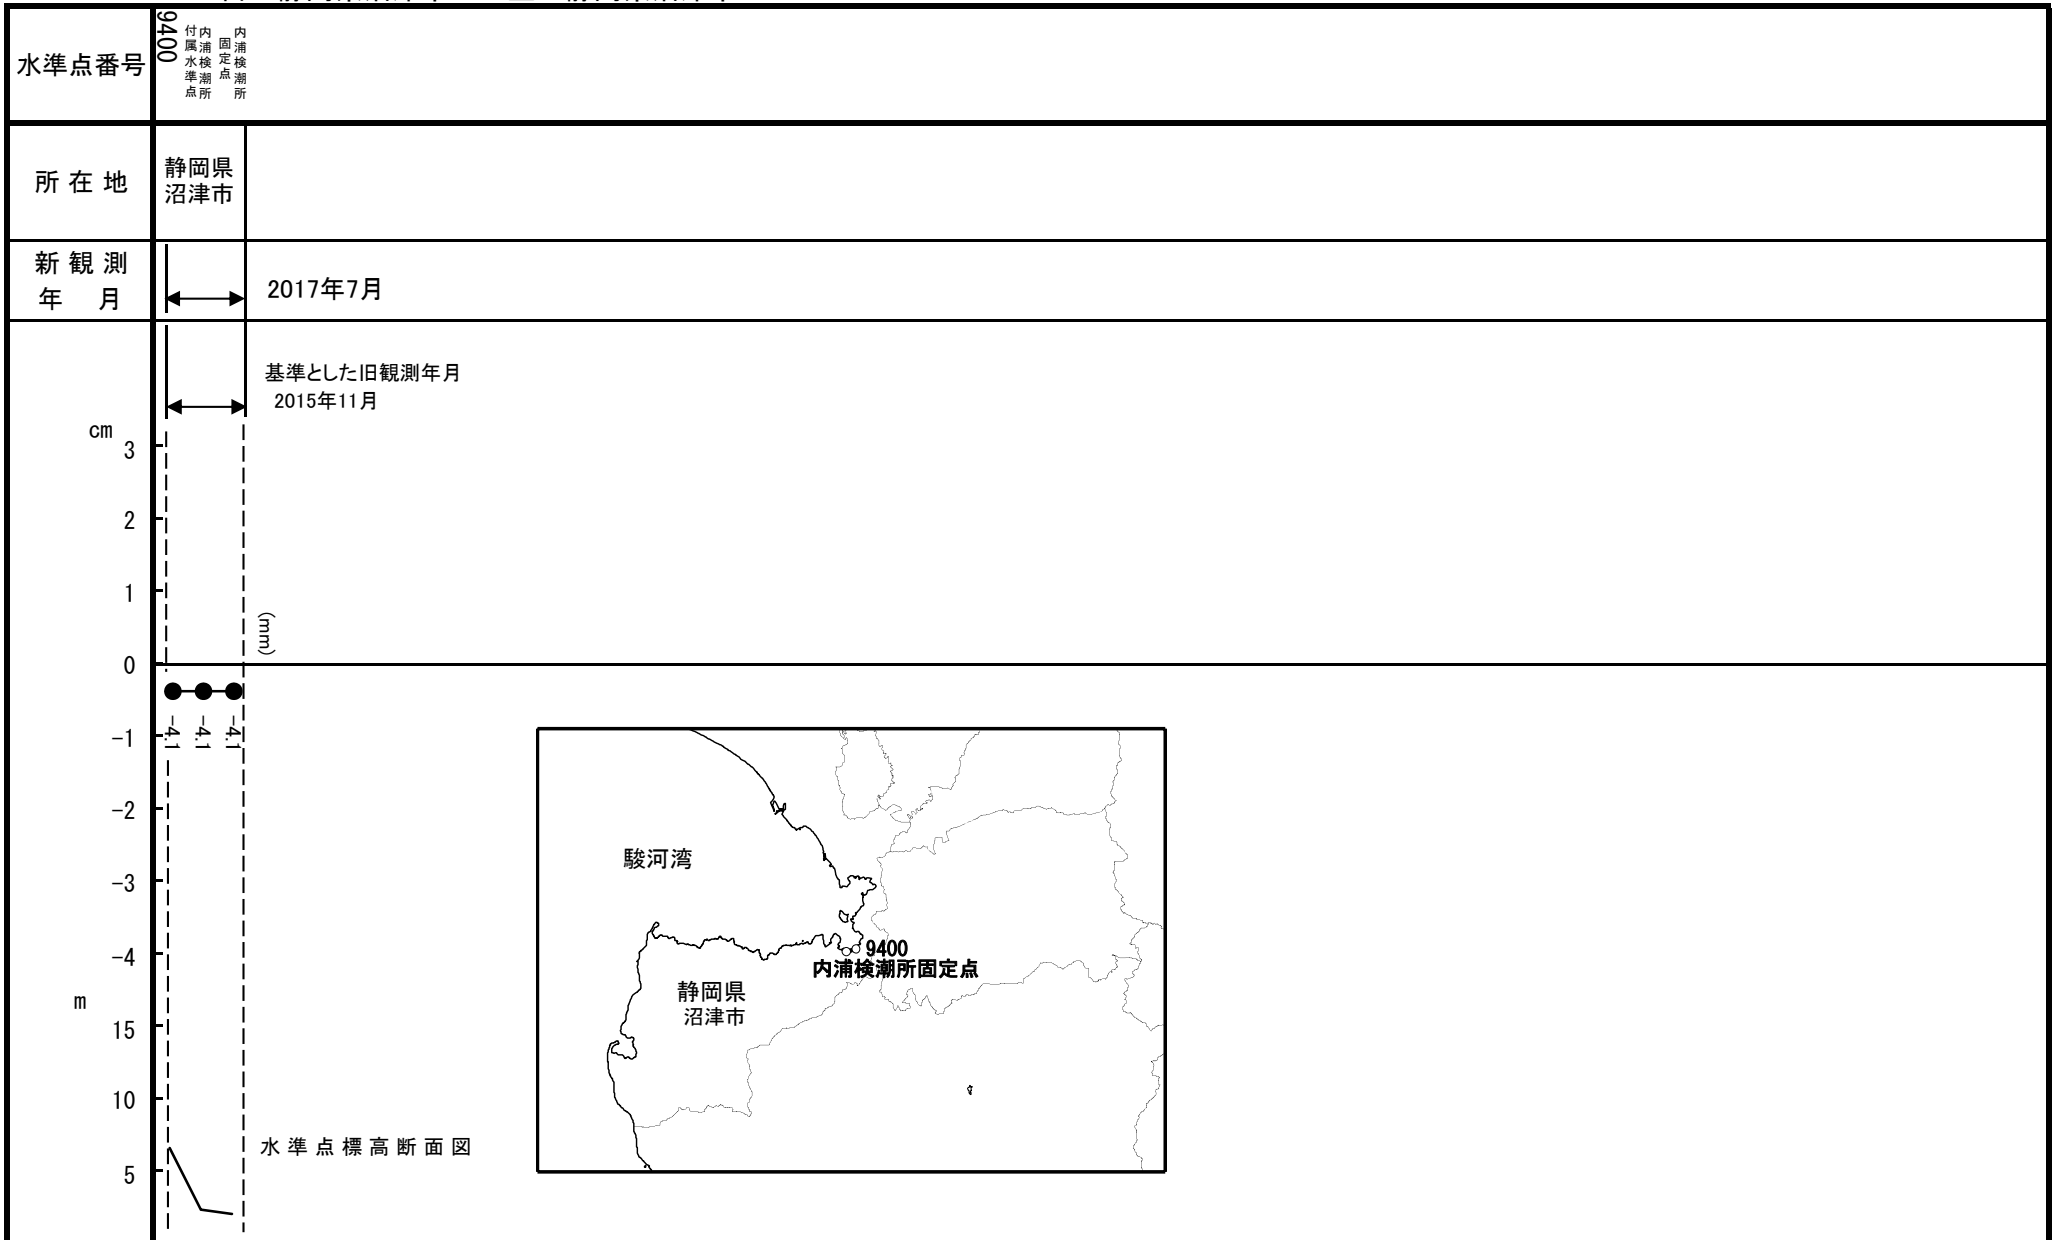 水準点番号
9400
内浦検潮所
付属水準点
内浦検潮所
固定点
所在地
静岡県
沼津市
新観測
年 月
2017年7月
基準とした旧観測年月
2015年11月
cm
3
2
1
(mm)
0
-4.1
-4.1
-4.1
-1
-2
-3
-4
m
15
10
5
水準点標高断面図
駿河湾
9400
内浦検潮所固定点
静岡県
沼津市